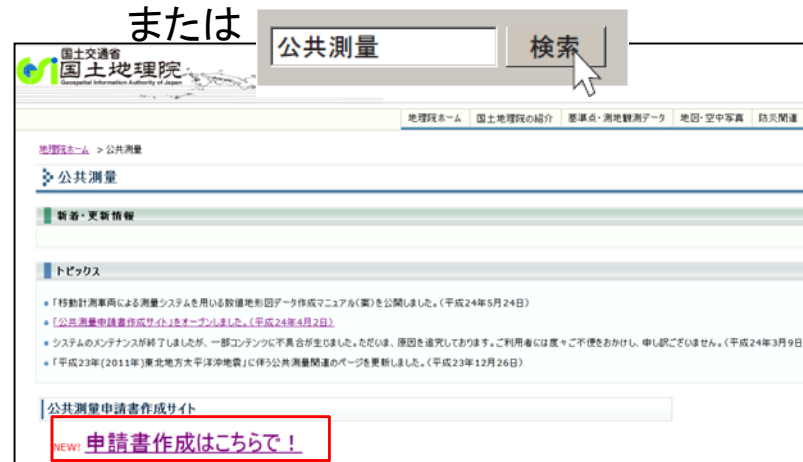 または
公共測量 検索
国土交通省
国土地理院
Geospatial Information Authority of Japan
地理院ホーム 国土地理院の紹介 基準点・測地観測データ 地図・空中写真 防災関連
地理院ホーム > 公共測量
公共測量
新着・更新情報
トピックス
「移動計測車両による測量システムを用いる数値地形図データ作成マニュアル(案)を公開しました。(平成24年5月24日)
「公共測量申請書作成サイト」をオープンしました。(平成24年4月2日)
システムのメンテナンスが終了しましたが、一部コンテンツに不具合が生じました。ただいま、原因を追究しております。ご利用者には度々ご不便をおかけし、申し訳ございません。(平成24年3月9日
「平成23年(2011年)東北地方太平洋沖地震」に伴う公共測量関連のページを更新しました。(平成23年12月26日)
公共測量申請書作成サイト
NEW! 申請書作成はこちらで!